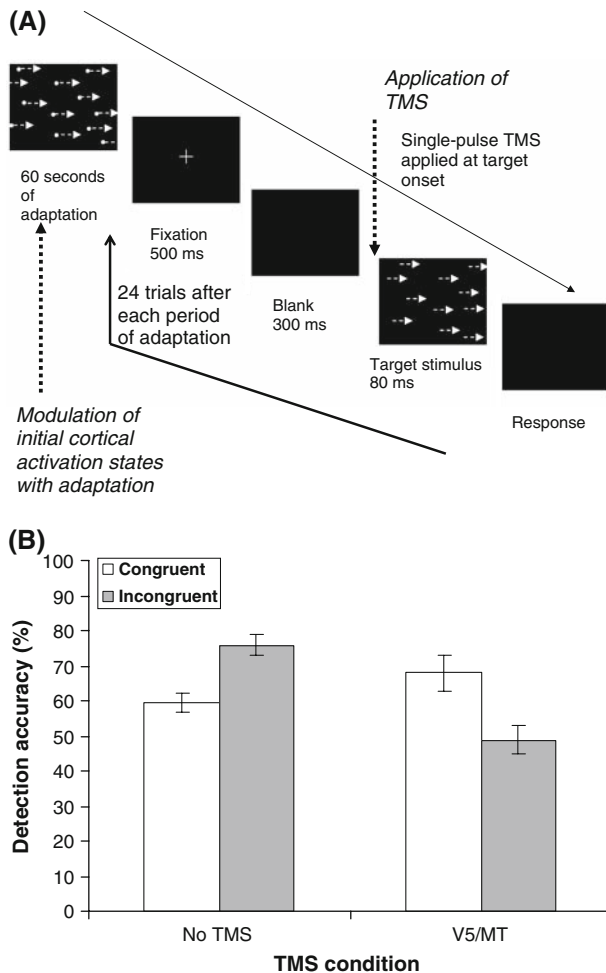 (A)
Application of
TMS
Single-pulse TMS
applied at target
onset
60 seconds
of
adaptation
Fixation
500 ms
24 trials after
each period
of adaptation
Blank
300 ms
Target stimulus
80 ms
Response
Modulation of
initial cortical
activation states
with adaptation
(B)
Congruent
Incongruent
Detection accuracy (%)
100
90
80
70
60
50
40
30
20
10
0
No TMS
V5/MT
TMS condition